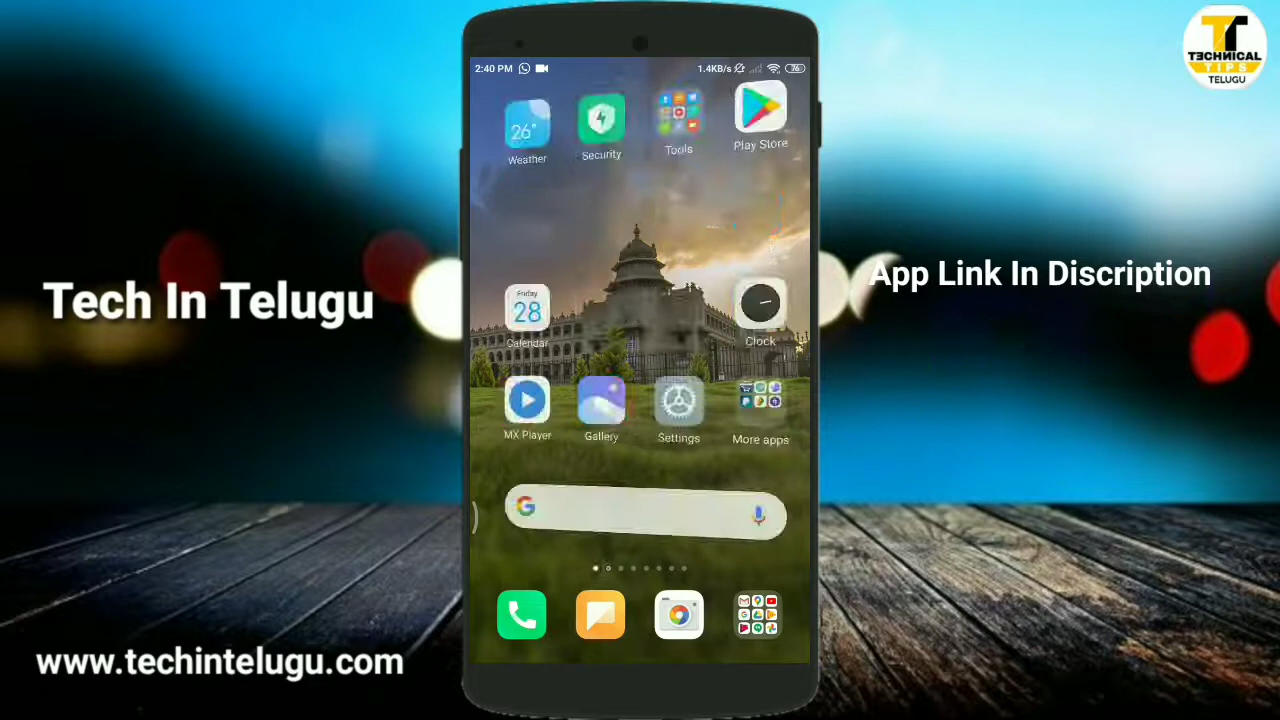 TECHNICAL
TIPS
TELUGU
2:40 PM
1.4KB/s
76
26°
Weather
Security
Tools
Play Store
Tech In Telugu
App Link In Discription
Friday
28
Calendar
Clock
MX Player
Gallery
Settings
More apps
www.techintelugu.com